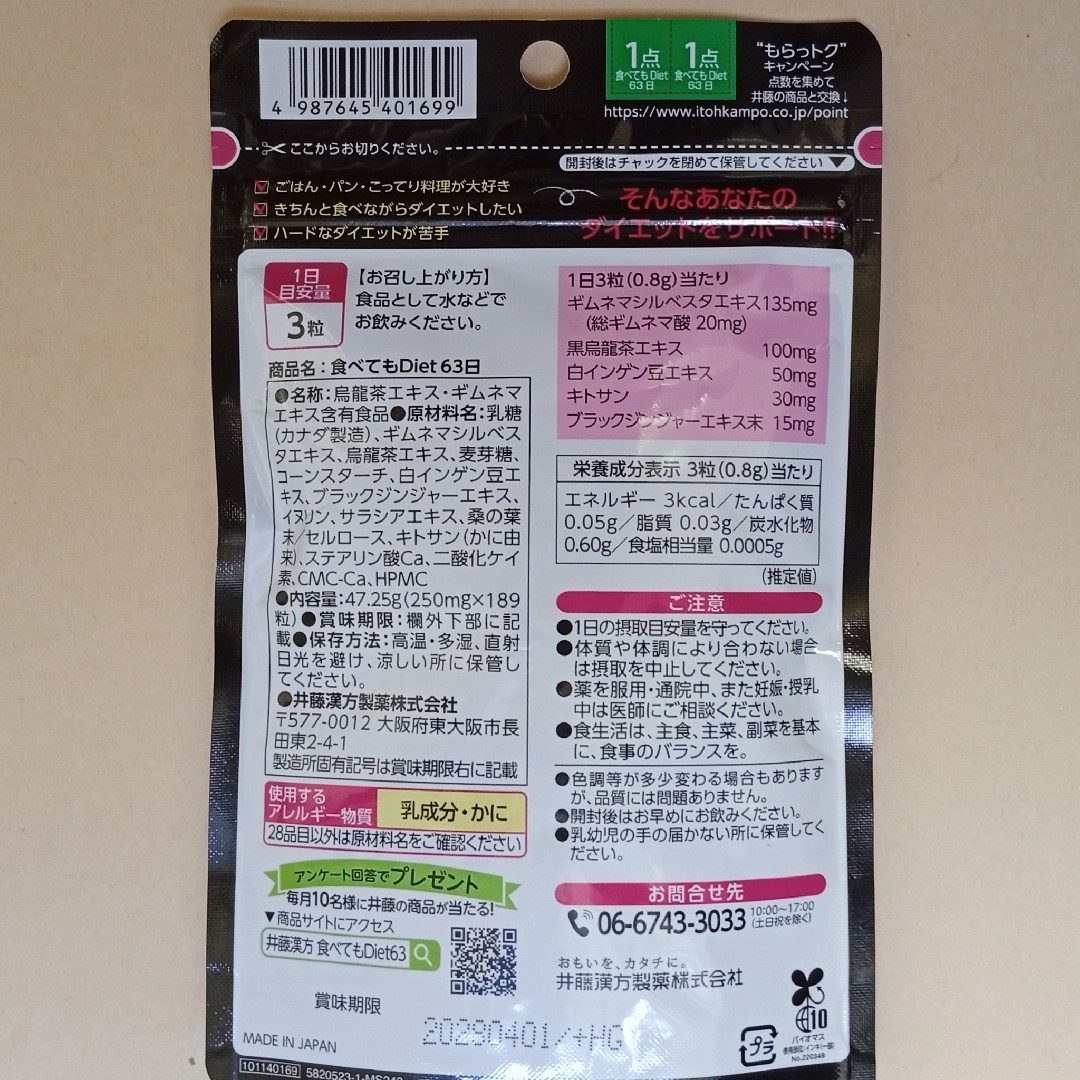 4 987645 401699
1点 1点
食べてもDiet 食べてもDiet
63日 63日
“もらっトク”
キャンペーン
点数を集めて
井藤の商品と交換↓
https://www.itohkampo.co.jp/point
ここからお切りください。
開封後はチャックを閉めて保管してください▼
ごはん・パン・こってり料理が大好き
きちんと食べながらダイエットしたい
ハードなダイエットが苦手
そんなあなたの
ダイエットをサポート!!
1日
目安量
3粒
【お召し上がり方】
食品として水などで
お飲みください。
商品名：食べてもDiet 63日
●名称：烏龍茶エキス・ギムネマ
エキス含有食品●原材料名：乳糖
(カナダ製造)、ギムネマシルベス
タエキス、烏龍茶エキス、麦芽糖、
コーンスターチ、白インゲン豆エ
キス、ブラックジンジャーエキス、
イヌリン、サラシアエキス、桑の葉
末/セルロース、キトサン(かに由
来)、ステアリン酸Ca、二酸化ケイ
素、CMC-Ca、HPMC
●内容量：47.25g(250mg×189
粒)●賞味期限：欄外下部に記
載●保存方法：高温・多湿、直射
日光を避け、涼しい所に保管し
てください。
●井藤漢方製薬株式会社
〒577-0012 大阪府東大阪市長
田東2-4-1
製造所固有記号は賞味期限右に記載
使用する
アレルギー物質
乳成分・かに
28品目以外は原材料名をご確認ください
アンケート回答でプレゼント
毎月10名様に井藤の商品が当たる!
▼商品サイトにアクセス
井藤漢方 食べてもDiet63
賞味期限
20280401/+HG
MADE IN JAPAN
101140169 5820523-1-MS242
1日3粒(0.8g)当たり
ギムネマシルベスタエキス135mg
(総ギムネマ酸 20mg)
黒烏龍茶エキス 100mg
白インゲン豆エキス 50mg
キトサン 30mg
ブラックジンジャーエキス末 15mg
栄養成分表示 3粒(0.8g)当たり
エネルギー 3kcal/たんぱく質
0.05g/脂質 0.03g/炭水化物
0.60g/食塩相当量 0.0005g
(推定値)
ご注意
●1日の摂取目安量を守ってください。
●体質や体調により合わない場合
は摂取を中止してください。
●薬を服用・通院中、また妊娠・授乳
中は医師にご相談ください。
●食生活は、主食、主菜、副菜を基本
に、食事のバランスを。
●色調等が多少変わる場合もあります
が、品質には問題ありません。
●開封後はお早めにお飲みください。
●乳幼児の手の届かない所に保管してく
ださい。
お問合せ先
06-6743-3033 10:00～17:00
(土日祝を除く)
おもいを、カタチに。
井藤漢方製薬株式会社
プラ
10
バイオマス
使用部位:インキ(一部)
No.220349